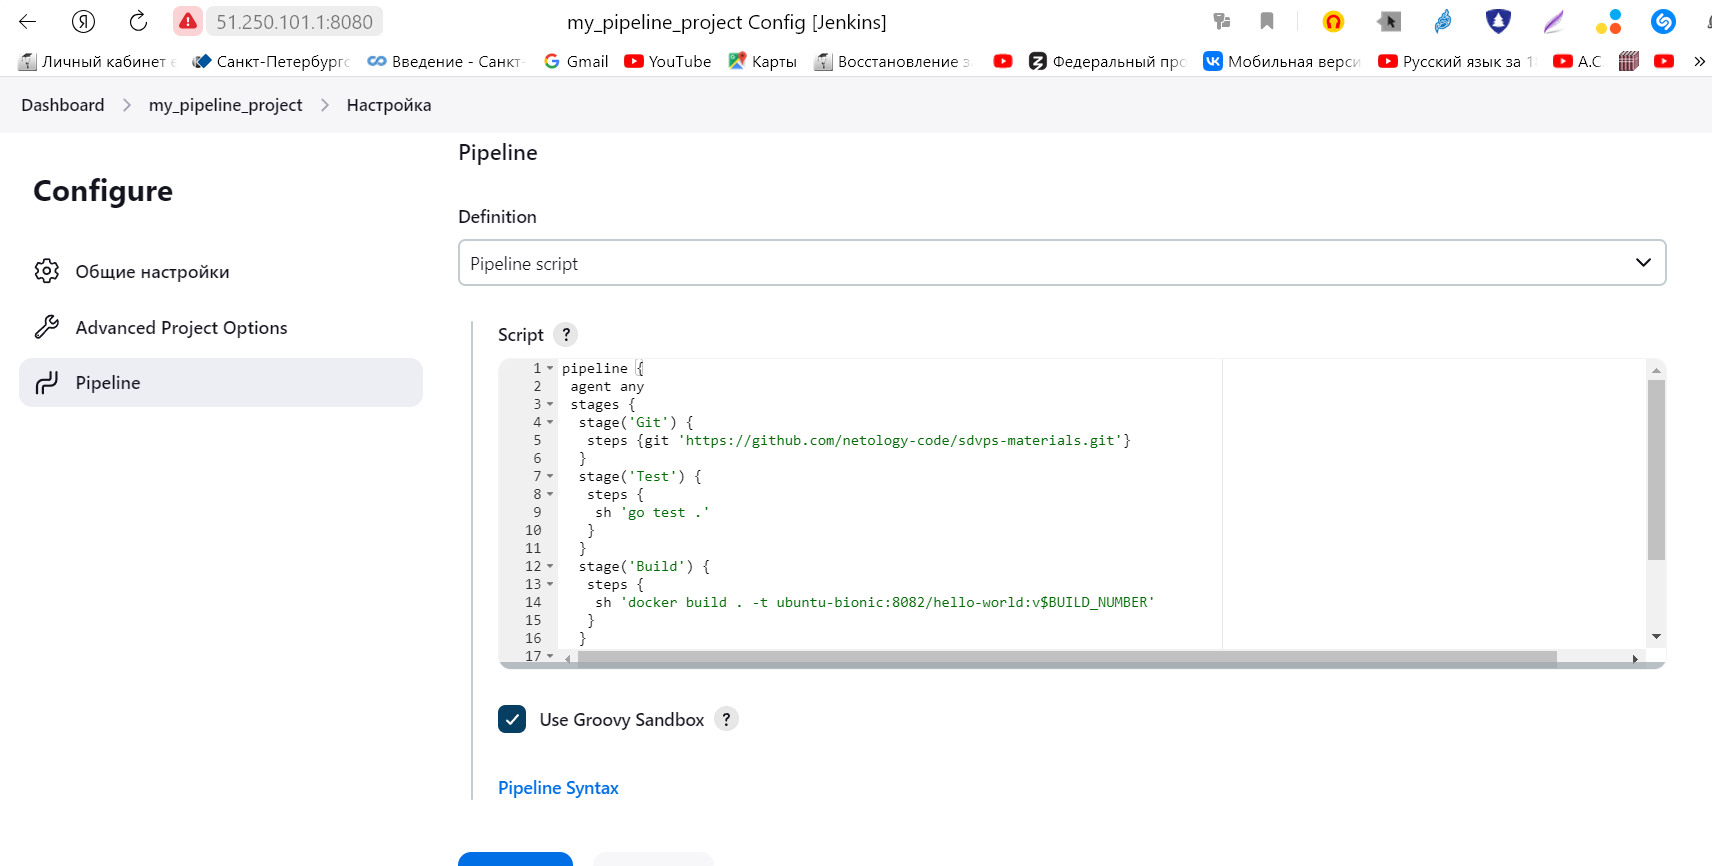 51.250.101.1:8080
my_pipeline_project Config [Jenkins]
Личный кабинет
Санкт-Петербург
Введение - Санкт-
Gmail
YouTube
Карты
Восстановление
Федеральный
Мобильная
Русский язык за
А.С.
»
Dashboard > my_pipeline_project > Настройка
Configure
Общие настройки
Advanced Project Options
Pipeline
Pipeline
Definition
Pipeline script
Script ?
1 pipeline {
2 agent any
3 stages {
4 stage('Git') {
5 steps {git 'https://github.com/netology-code/sdvps-materials.git'}
6 }
7 stage('Test') {
8 steps {
9 sh 'go test .'
10 }
11 }
12 stage('Build') {
13 steps {
14 sh 'docker build . -t ubuntu-bionic:8082/hello-world:v$BUILD_NUMBER'
15 }
16 }
17
Use Groovy Sandbox ?
Pipeline Syntax